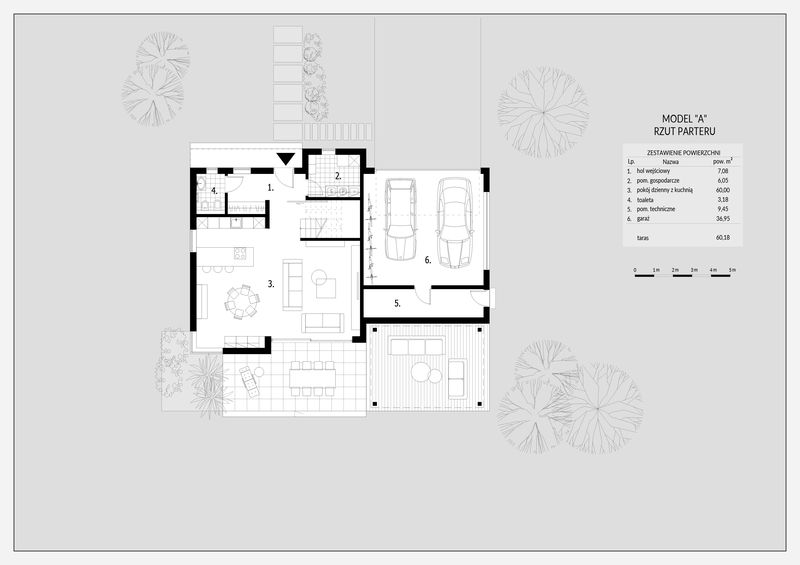 MODEL "A"
RZUT PARTERU
ZESTAWIENIE POWIERZCHNI
Lp. Nazwa pow. m²
1. hol wejściowy 7,08
2. pom. gospodarcze 6,05
3. pokój dzienny z kuchnią 60,00
4. toaleta 3,18
5. pom. techniczne 9,45
6. garaż 36,95
taras 60,18
0 1m 2m 3m 4m 5m
2.
4.
1.
6.
3.
5.